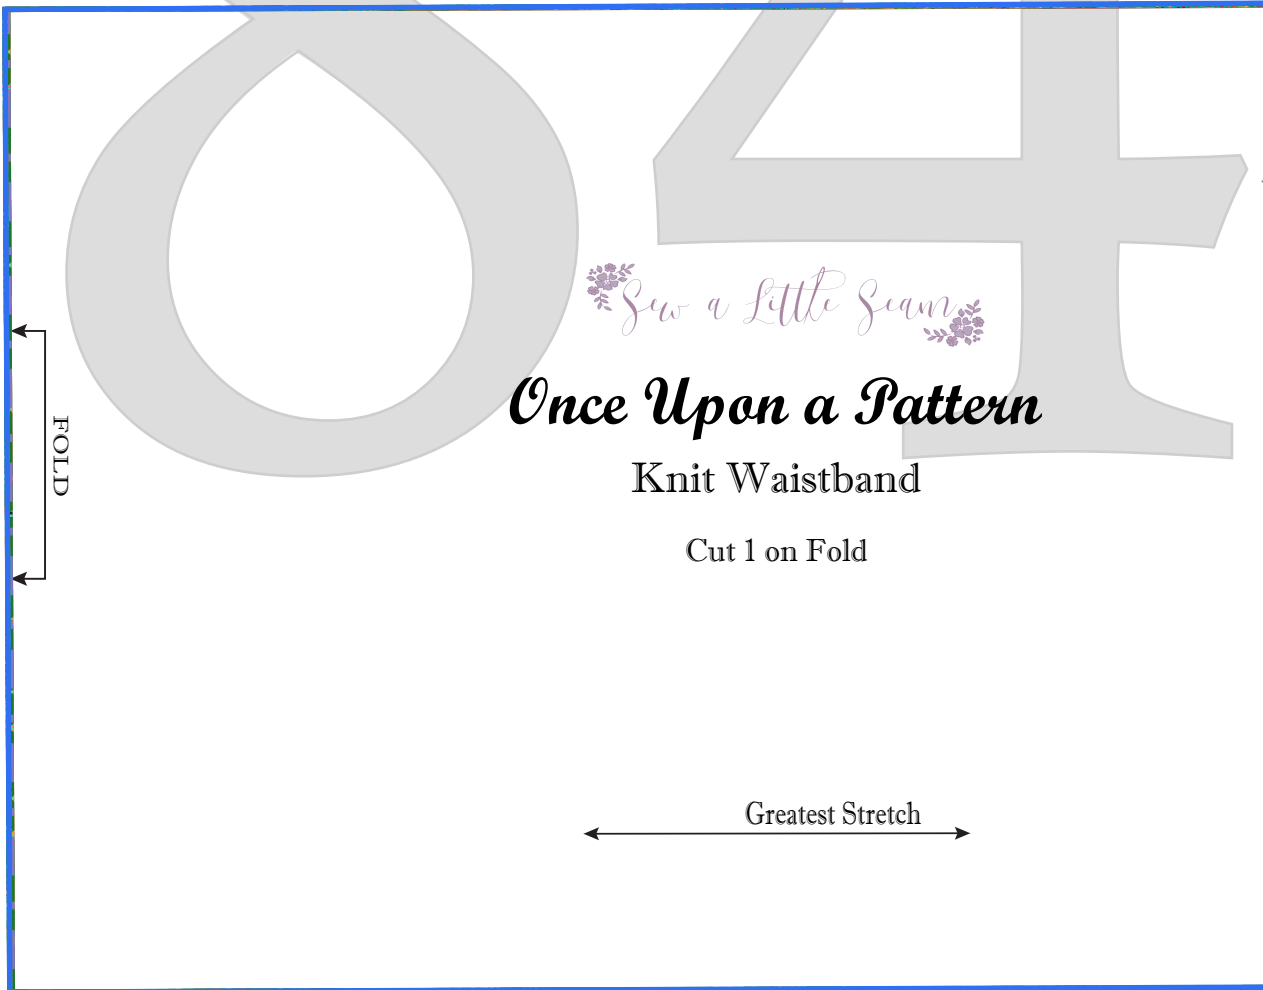 84
Sew a Little Seam
Once Upon a Pattern
Knit Waistband
Cut 1 on Fold
FOLD
Greatest Stretch